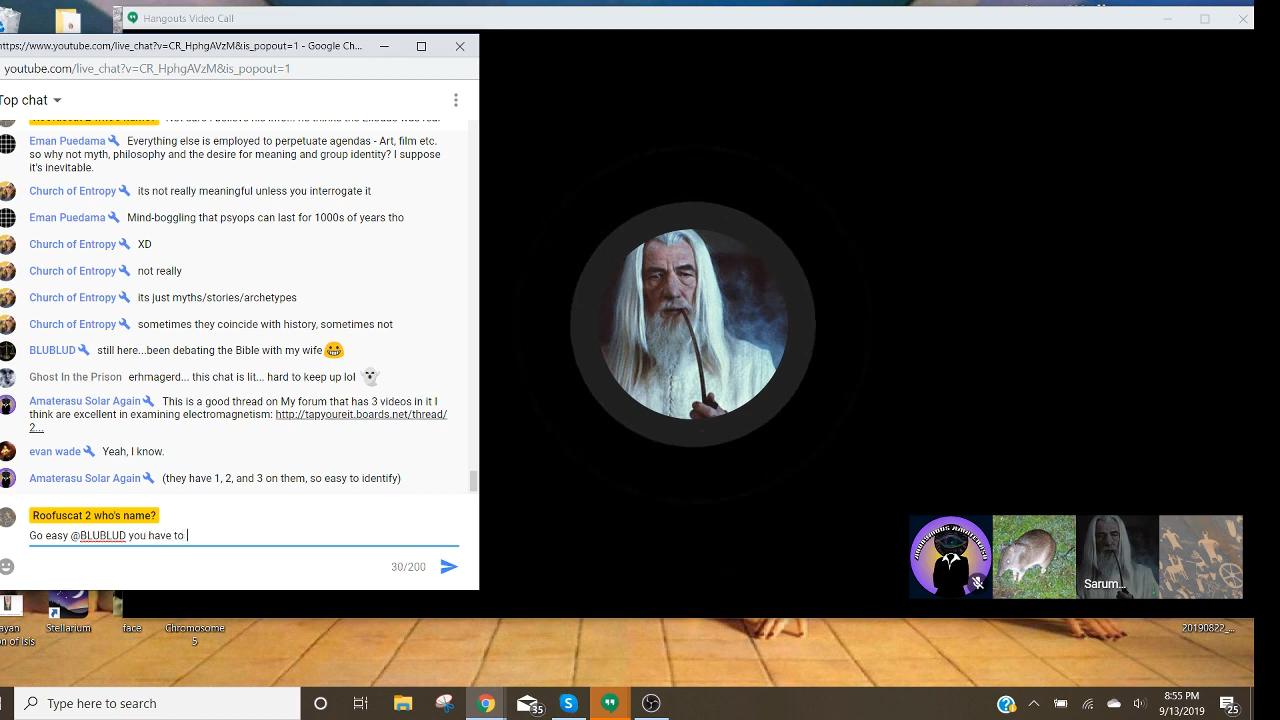 Hangouts Video Call
https://www.youtube.com/live_chat?v=CR_HphgAVzM&is_popout=1 - Google Ch...
youtube.com/live_chat?v=CR_HphgAVzM&is_popout=1
Top chat
Eman Puedama Everything else is employed to perpetuate agendas - Art, film etc.
so why not myth, philosophy and the desire for meaning and group identity? I suppose
it's inevitable.
Church of Entropy its not really meaningful unless you interrogate it
Eman Puedama Mind-boggling that psyops can last for 1000s of years tho
Church of Entropy XD
Church of Entropy not really
Church of Entropy its just myths/stories/archetypes
Church of Entropy sometimes they coincide with history, sometimes not
BLUBLUD still here...been debating the Bible with my wife
Ghost In the Prison erhmagerd... this chat is lit... hard to keep up lol
Amaterasu Solar Again This is a good thread on My forum that has 3 videos in it I
think are excellent in examining electromagnetism: http://tapyoureit.boards.net/thread/
2...
evan wade Yeah, I know.
Amaterasu Solar Again (they have 1, 2, and 3 on them, so easy to identify)
Roofuscat 2 who's name?
Go easy @BLUBLUD you have to
30/200
Sarum...
Stellarium
face
Chromosome
5
on of Isis
20190822_...
Type here to search
35
8:55 PM
9/13/2019
25